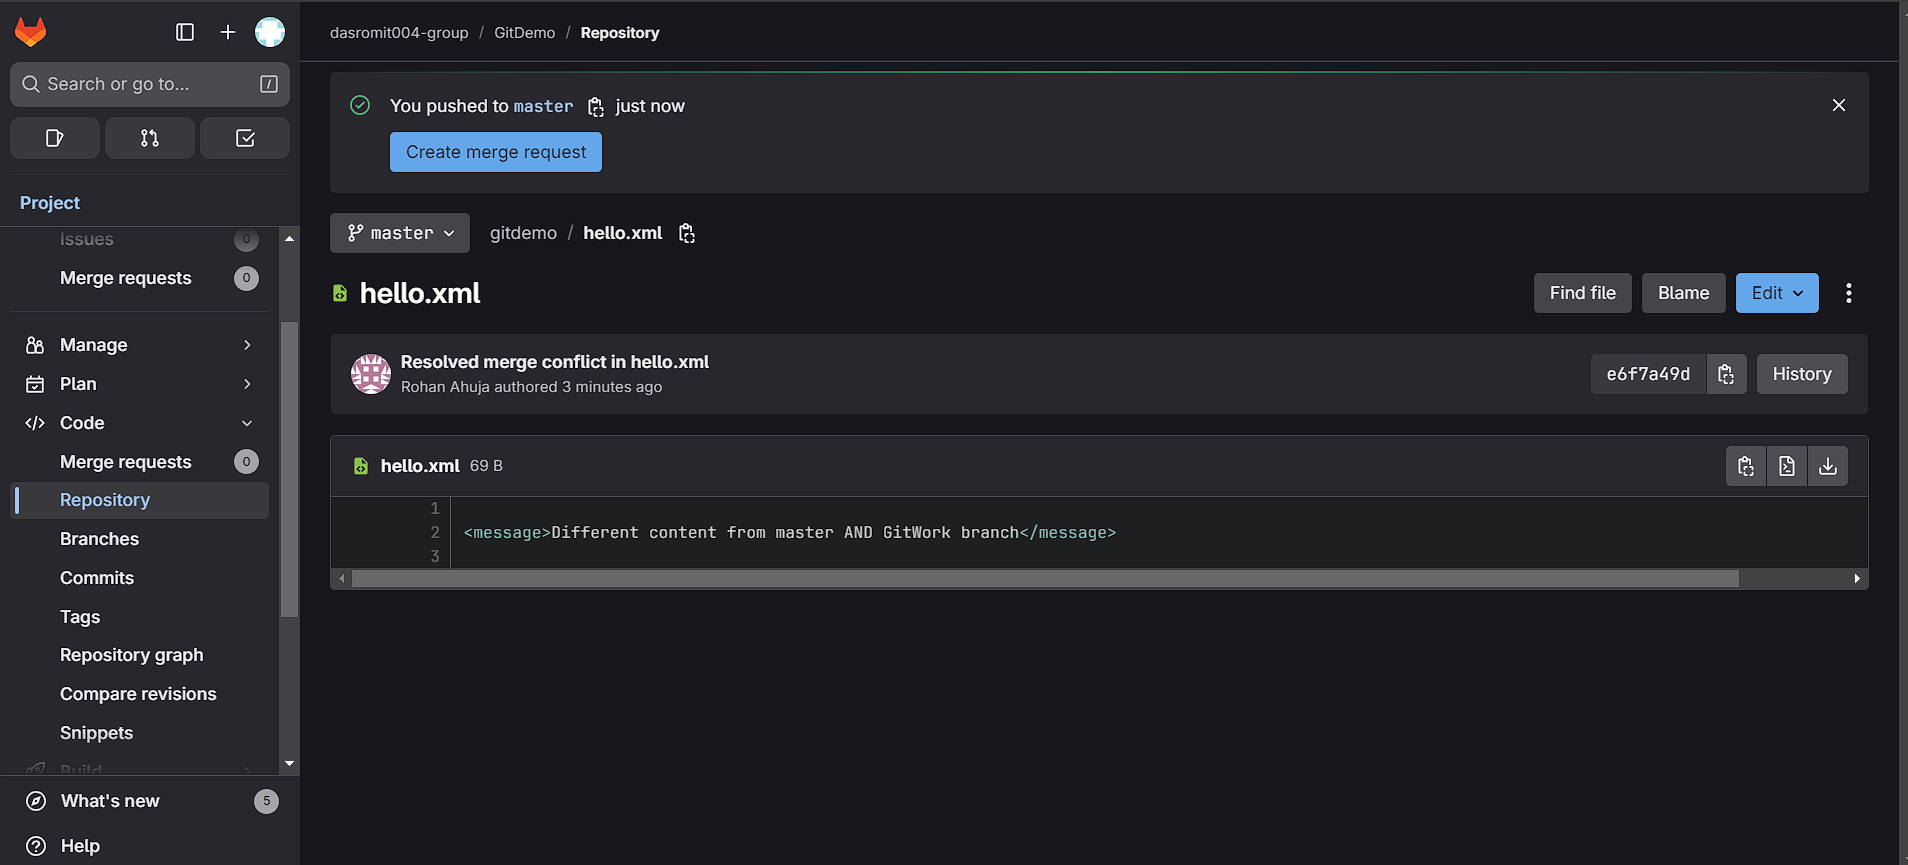 dasromit004-group / GitDemo / Repository
Search or go to... /
You pushed to master just now
Create merge request
Project
Issues 0
Merge requests 0
master gitdemo / hello.xml
hello.xml Find file Blame Edit
Manage
Plan
Code
Merge requests 0
Repository
Branches
Commits
Tags
Repository graph
Compare revisions
Snippets
Build
What's new 5
Help
Resolved merge conflict in hello.xml
Rohan Ahuja authored 3 minutes ago
e6f7a49d History
hello.xml 69 B
1
2 <message>Different content from master AND GitWork branch</message>
3